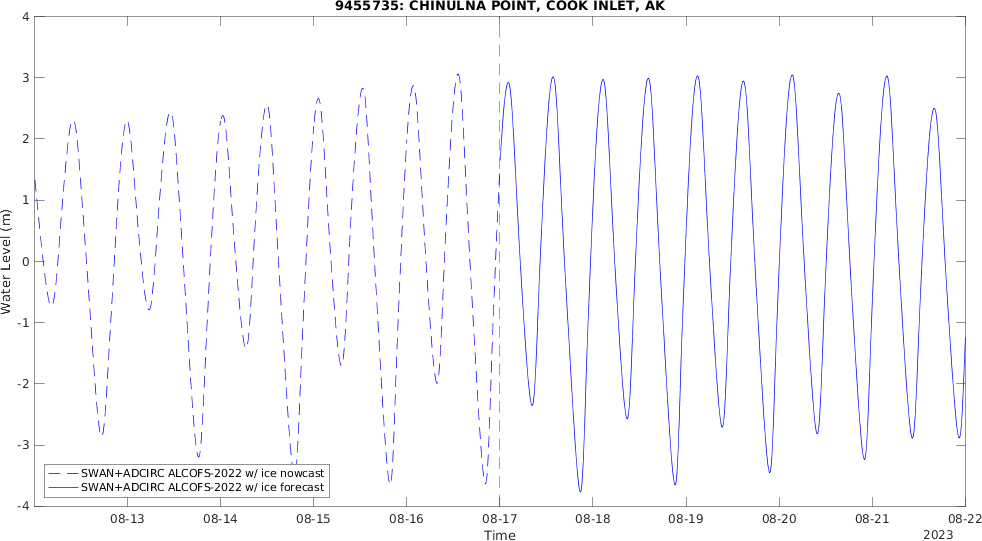 9455735: CHINULNA POINT, COOK INLET, AK
4
3
2
1
0
-1
-2
-3
-4
Water Level (m)
SWAN+ADCIRC ALCOFS-2022 w/ ice nowcast
SWAN+ADCIRC ALCOFS-2022 w/ ice forecast
08-13 08-14 08-15 08-16 08-17 08-18 08-19 08-20 08-21 08-22
Time
2023